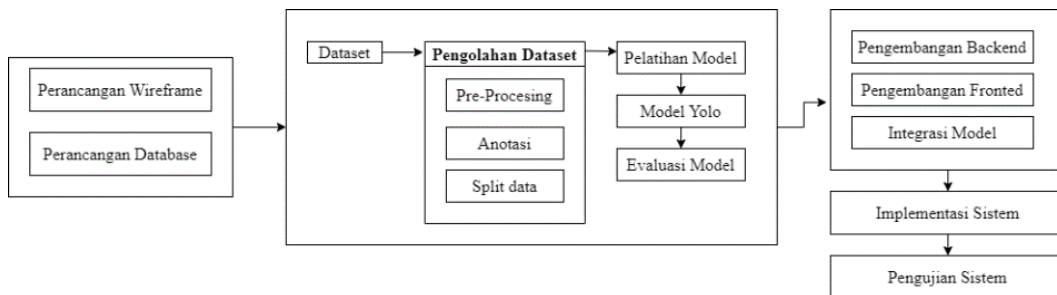 Perancangan Wireframe
Perancangan Database
Dataset
Pengolahan Dataset
Pre-Procesing
Anotasi
Split data
Pelatihan Model
Model Yolo
Evaluasi Model
Pengembangan Backend
Pengembangan Fronted
Integrasi Model
Implementasi Sistem
Pengujian Sistem